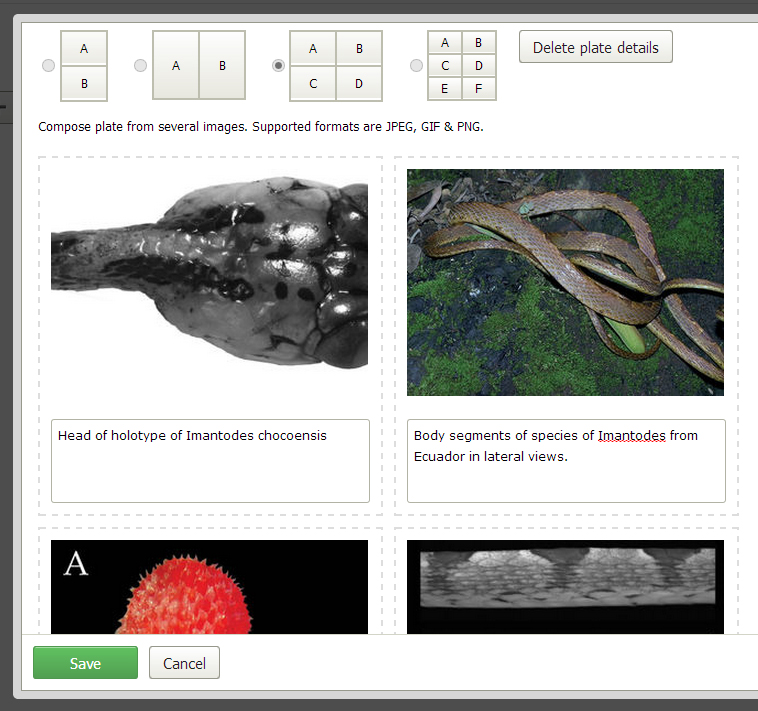 A
B
A B
A B
C D
A B
C D
E F
Delete plate details
Compose plate from several images. Supported formats are JPEG, GIF & PNG.
Head of holotype of Imantodes chocoensis
Body segments of species of Imantodes from
Ecuador in lateral views.
A
Save
Cancel